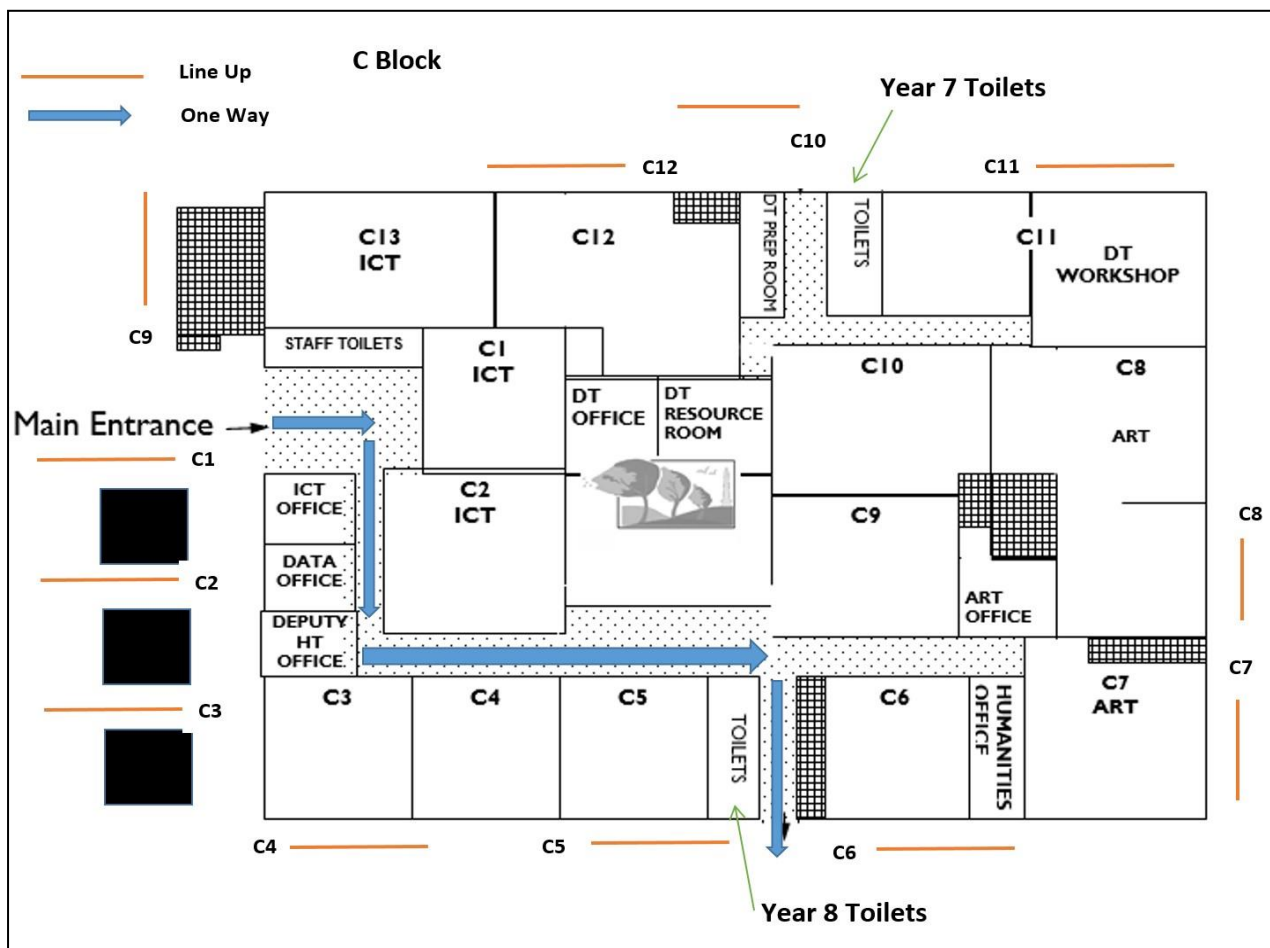 C Block
Line Up
One Way
Year 7 Toilets
C10
C12
C11
C13
ICT
C12
DT PREP ROOM
TOILETS
C11
DT
WORKSHOP
C9
STAFF TOILETS
C1
ICT
C10
C8
ART
DT
OFFICE
DT
RESOURCE
ROOM
Main Entrance
C1
ICT
OFFICE
C2
ICT
C9
C8
DATA
OFFICE
C2
ART
OFFICE
DEPUTY
HT
OFFICE
C7
C3
C3
C4
C5
TOILETS
C6
HUMANITIES
OFFICE
C7
ART
C4
C5
C6
Year 8 Toilets